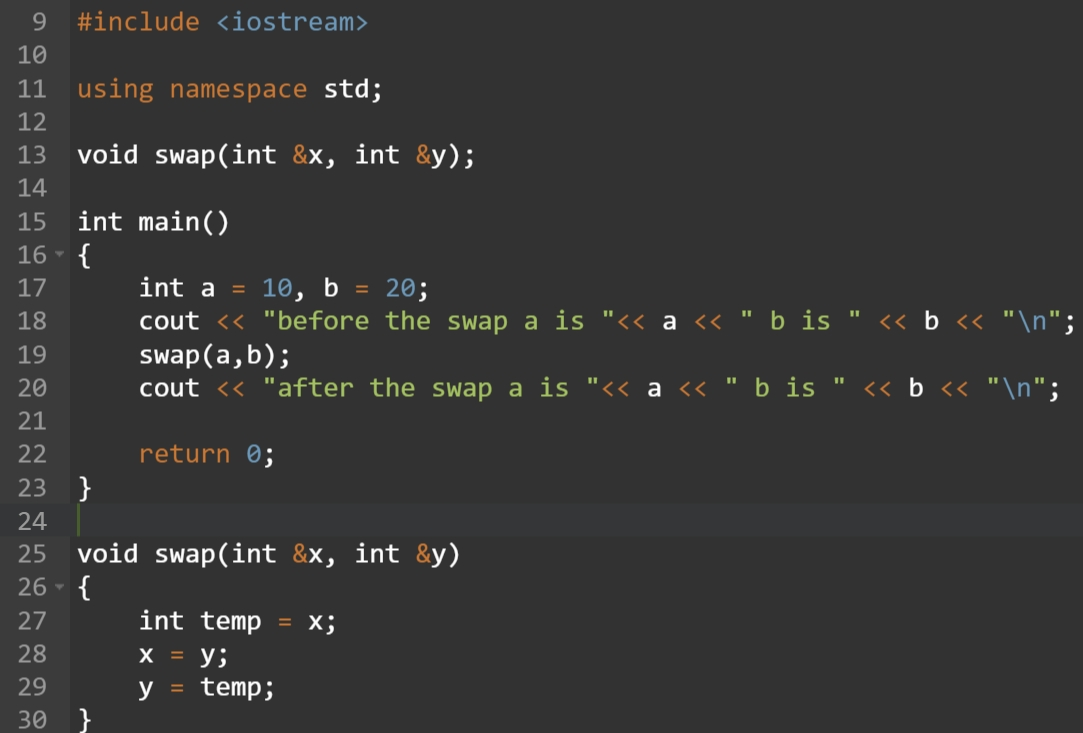 9 #include <iostream>
10
11 using namespace std;
12
13 void swap(int &x, int &y);
14
15 int main()
16 {
17     int a = 10, b = 20;
18     cout << "before the swap a is "<< a << " b is " << b << "\n";
19     swap(a,b);
20     cout << "after the swap a is "<< a << " b is " << b << "\n";
21
22     return 0;
23 }
24
25 void swap(int &x, int &y)
26 {
27     int temp = x;
28     x = y;
29     y = temp;
30 }